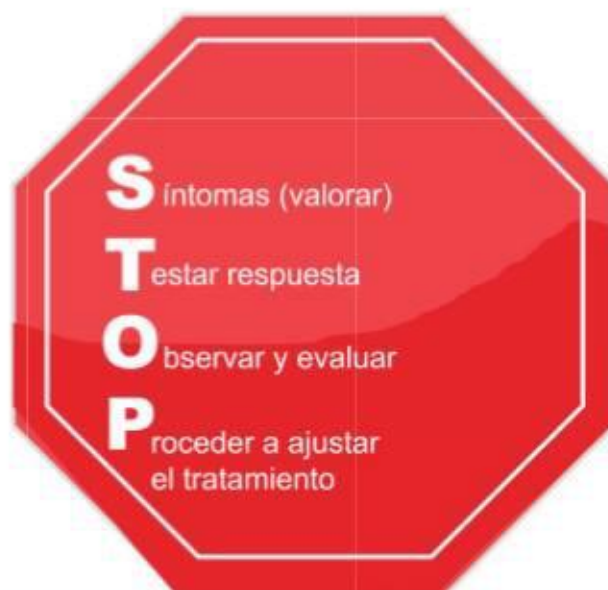 Síntomas (valorar)
Testar respuesta
Observar y evaluar
Proceder a ajustar
el tratamiento